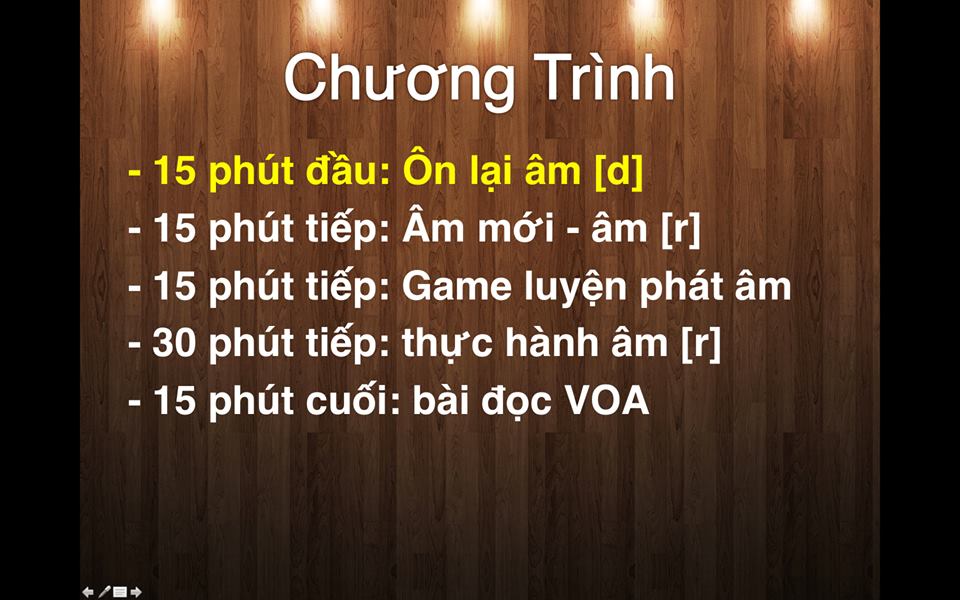 Chương Trình
- 15 phút đầu: Ôn lại âm [d]
- 15 phút tiếp: Âm mới - âm [r]
- 15 phút tiếp: Game luyện phát âm
- 30 phút tiếp: thực hành âm [r]
- 15 phút cuối: bài đọc VOA